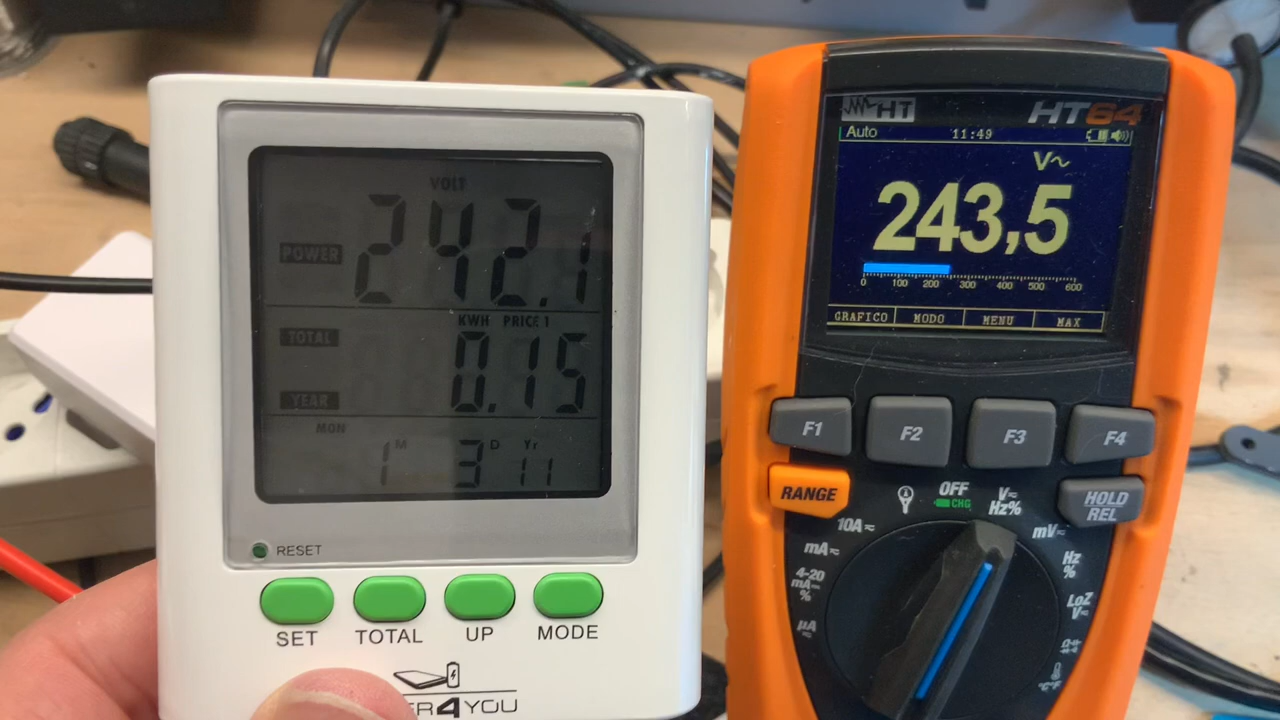 VOLT
POWER
242.1
KWH PRICE 1
TOTAL
0.15
YEAR
MON
1 M 3 D Yr 11
RESET
SET TOTAL UP MODE
4YOU
HT
HT64
Auto 11:49
V~
243,5
0 100 200 300 400 500 600
GRAFICO MODO MENU MAX
F1 F2 F3 F4
RANGE
HOLD
REL
OFF
CHG
V
Hz%
10A
mV
mA
Hz
%
4-20
mA
%
LoZ
V
µA
Ω
°C°F